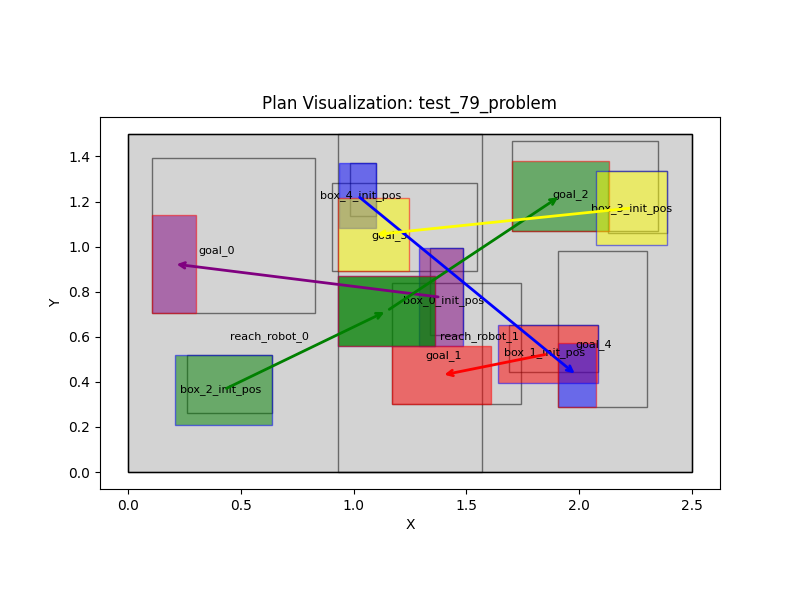 Plan Visualization: test_79_problem
Y
1.4
1.2
1.0
0.8
0.6
0.4
0.2
0.0
box_4_init_pos
goal_2
box_3_init_pos
goal_3
goal_0
box_0_init_pos
reach_robot_0
reach_robot_1
goal_4
goal_1
box_1_init_pos
box_2_init_pos
0.0
0.5
1.0
1.5
2.0
2.5
X